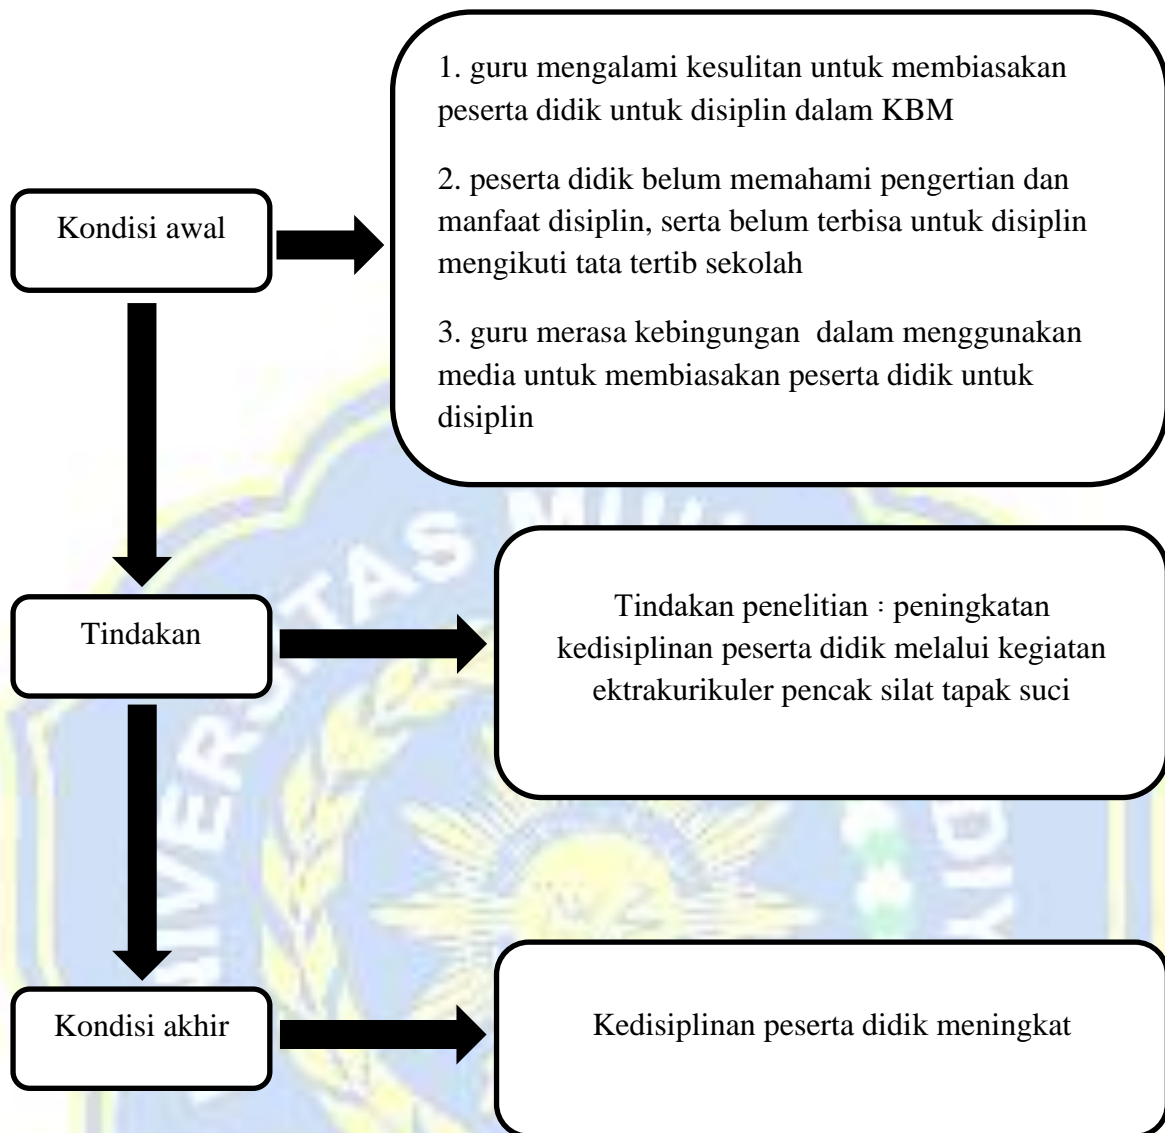 1. guru mengalami kesulitan untuk membiasakan
peserta didik untuk disiplin dalam KBM
2. peserta didik belum memahami pengertian dan
manfaat disiplin, serta belum terbisa untuk disiplin
mengikuti tata tertib sekolah
3. guru merasa kebingungan dalam menggunakan
media untuk membiasakan peserta didik untuk
disiplin
Kondisi awal
Tindakan
Tindakan penelitian : peningkatan
kedisiplinan peserta didik melalui kegiatan
ektrakurikuler pencak silat tapak suci
Kondisi akhir
Kedisiplinan peserta didik meningkat